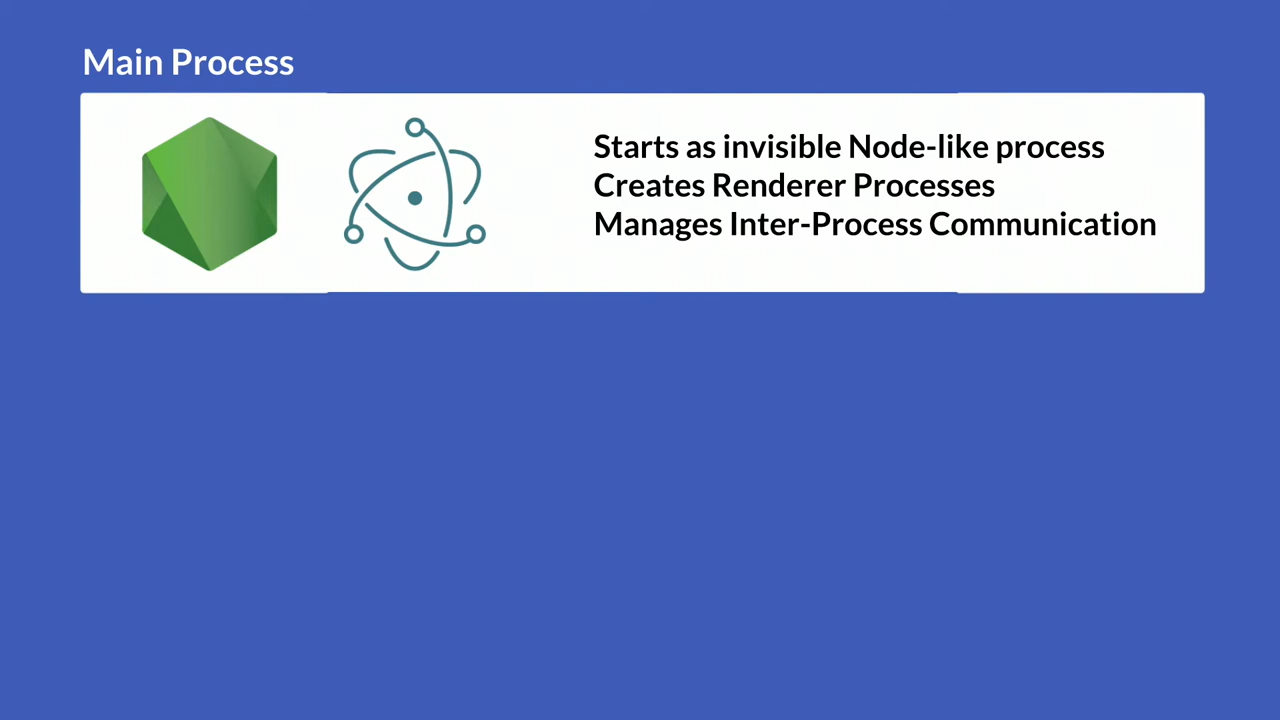 Main Process
Starts as invisible Node-like process
Creates Renderer Processes
Manages Inter-Process Communication